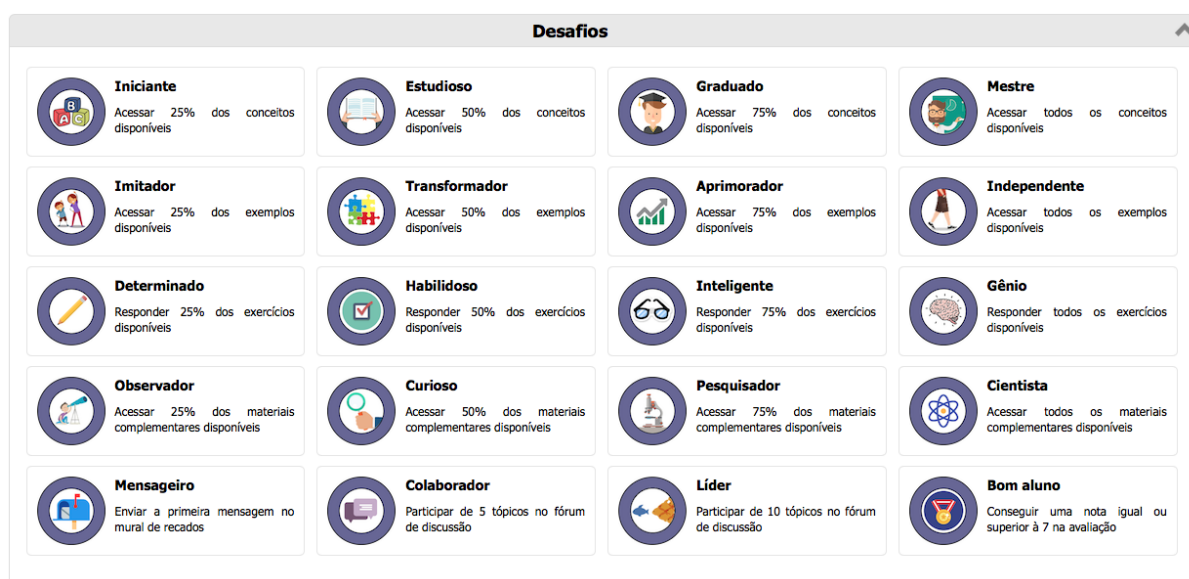 Desafios
Iniciante
Acessar 25% dos conceitos
disponíveis
Estudioso
Acessar 50% dos conceitos
disponíveis
Graduado
Acessar 75% dos conceitos
disponíveis
Mestre
Acessar todos os conceitos
disponíveis
Imitador
Acessar 25% dos exemplos
disponíveis
Transformador
Acessar 50% dos exemplos
disponíveis
Aprimorador
Acessar 75% dos exemplos
disponíveis
Independente
Acessar todos os exemplos
disponíveis
Determinado
Responder 25% dos exercícios
disponíveis
Habilidoso
Responder 50% dos exercícios
disponíveis
Inteligente
Responder 75% dos exercícios
disponíveis
Gênio
Responder todos os exercícios
disponíveis
Observador
Acessar 25% dos materiais
complementares disponíveis
Curioso
Acessar 50% dos materiais
complementares disponíveis
Pesquisador
Acessar 75% dos materiais
complementares disponíveis
Cientista
Acessar todos os materiais
complementares disponíveis
Mensageiro
Enviar a primeira mensagem no
mural de recados
Colaborador
Participar de 5 tópicos no fórum
de discussão
Líder
Participar de 10 tópicos no fórum
de discussão
Bom aluno
Conseguir uma nota igual ou
superior à 7 na avaliação
B
A C